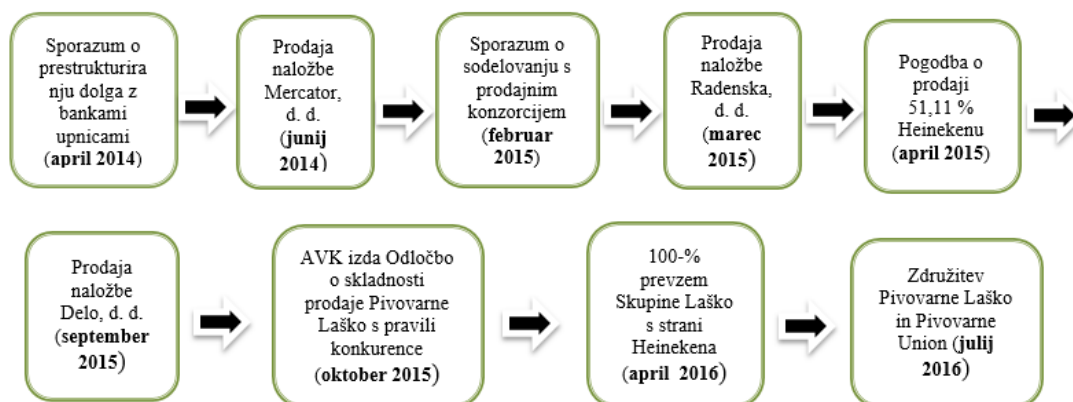 Sporazum o
prestrukturira
nju dolga z
bankami
upnicami
(april 2014)
Prodaja
naložbe
Mercator,
d. d.
(junij
2014)
Sporazum o
sodelovanju s
prodajnim
konzorcijem
(februar
2015)
Prodaja
naložbe
Radenska,
d. d.
(marec
2015)
Pogodba o
prodaji
51,11 %
Heinekenu
(april 2015)
Prodaja
naložbe
Delo, d. d.
(september
2015)
AVK izda Odločbo
o skladnosti
prodaje Pivovarne
Laško s pravili
konkurence
(oktober 2015)
100-%
prevzem
Skupine Laško
s strani
Heinekena
(april 2016)
Združitev
Pivovarne Laško
in Pivovarne
Union (julij
2016)